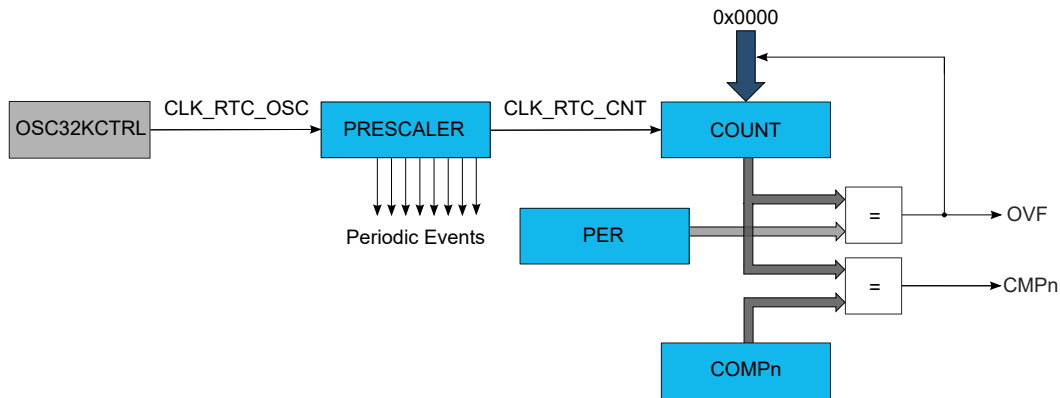 0x0000
CLK_RTC_OSC
CLK_RTC_CNT
OSC32KCTRL
PRESCALER
COUNT
Periodic Events
PER
=
OVF
=
CMPn
COMPn